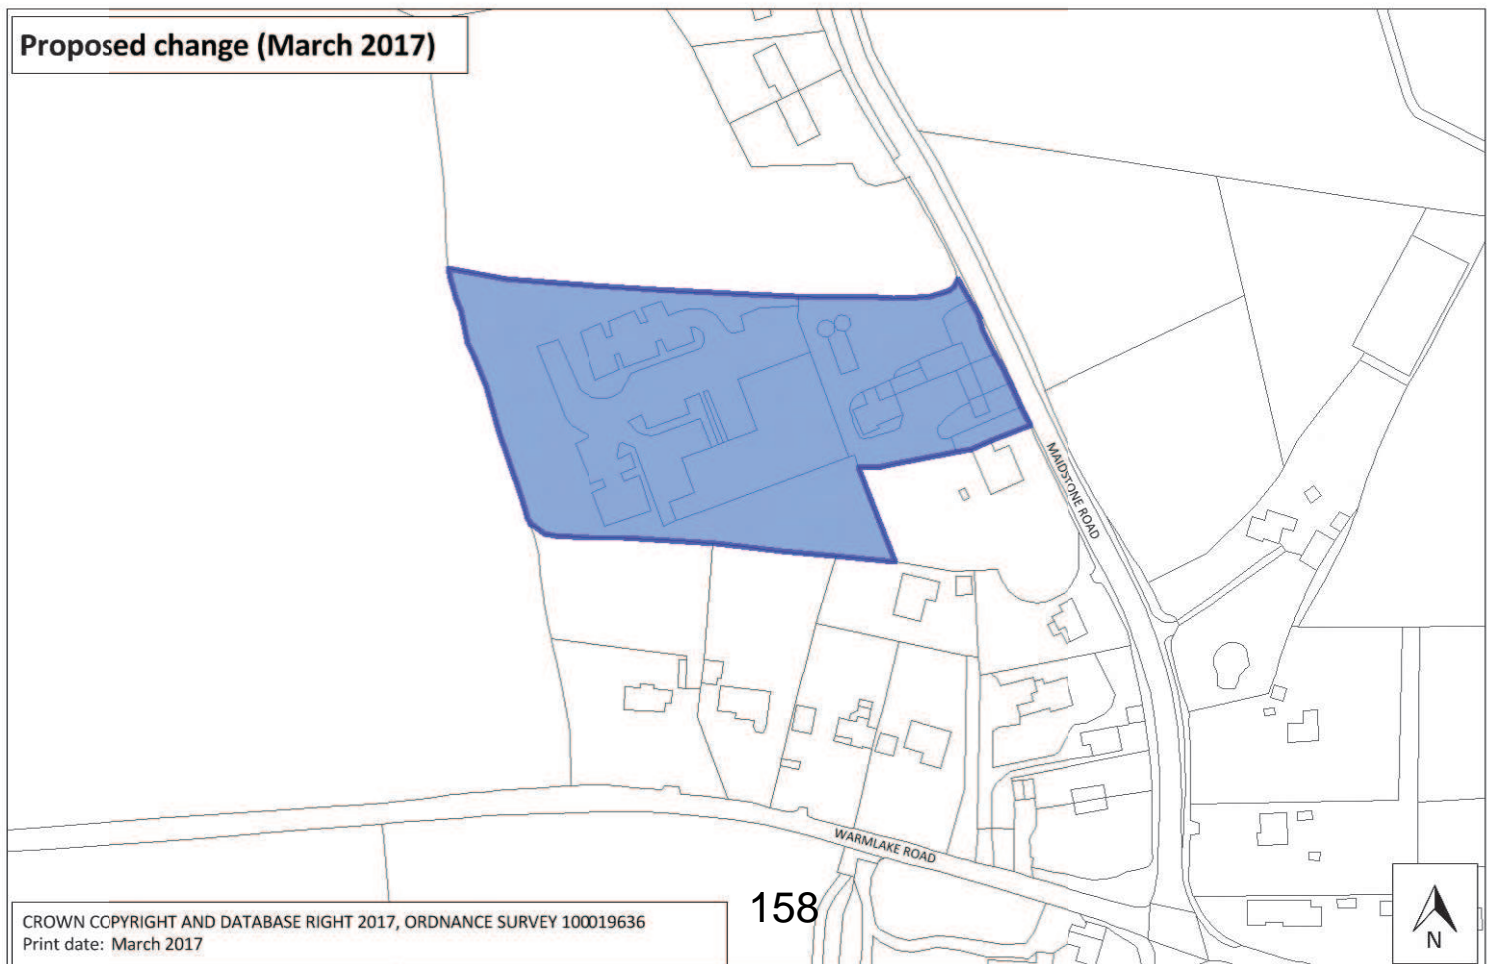 Proposed change (March 2017)
MAIDSTONE ROAD
WARMLAKE ROAD
158
CROWN COPYRIGHT AND DATABASE RIGHT 2017, ORDNANCE SURVEY 100019636
Print date: March 2017
N